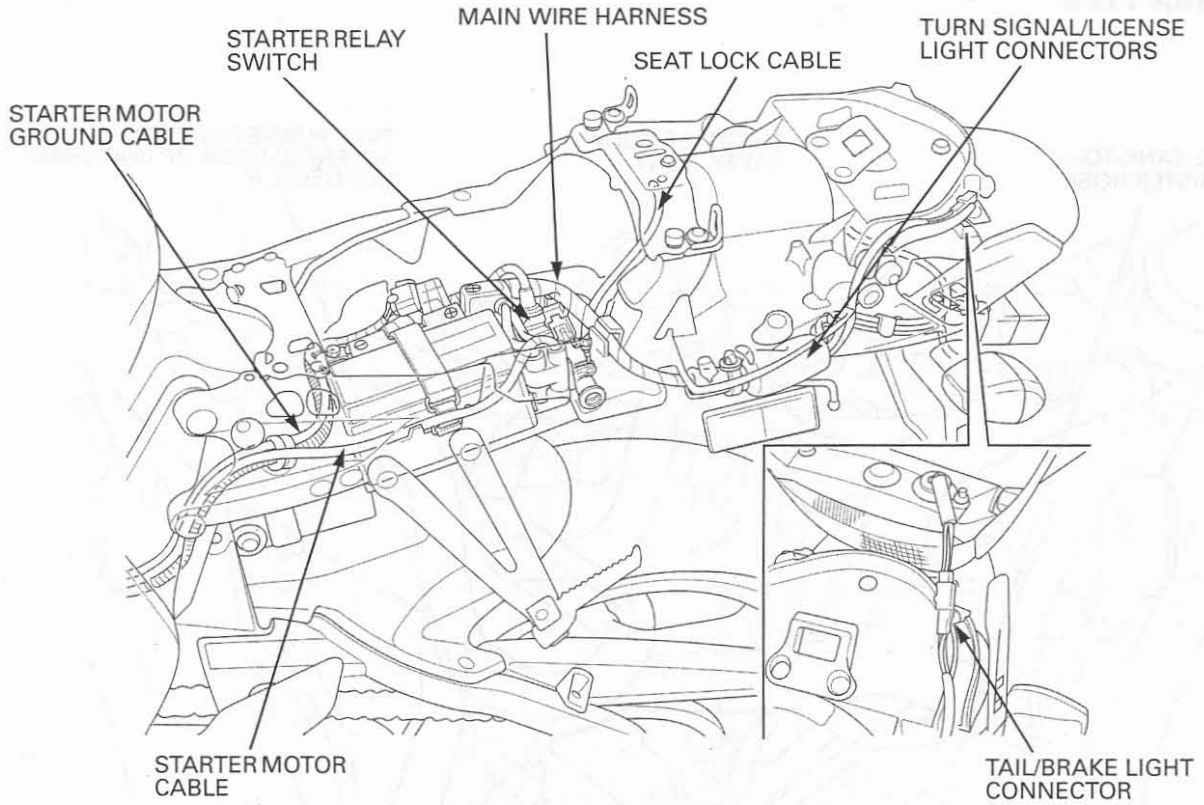 MAIN WIRE HARNESS
STARTER RELAY
SWITCH
TURN SIGNAL/LICENSE
LIGHT CONNECTORS
SEAT LOCK CABLE
STARTER MOTOR
GROUND CABLE
STARTER MOTOR
CABLE
TAIL/BRAKE LIGHT
CONNECTOR